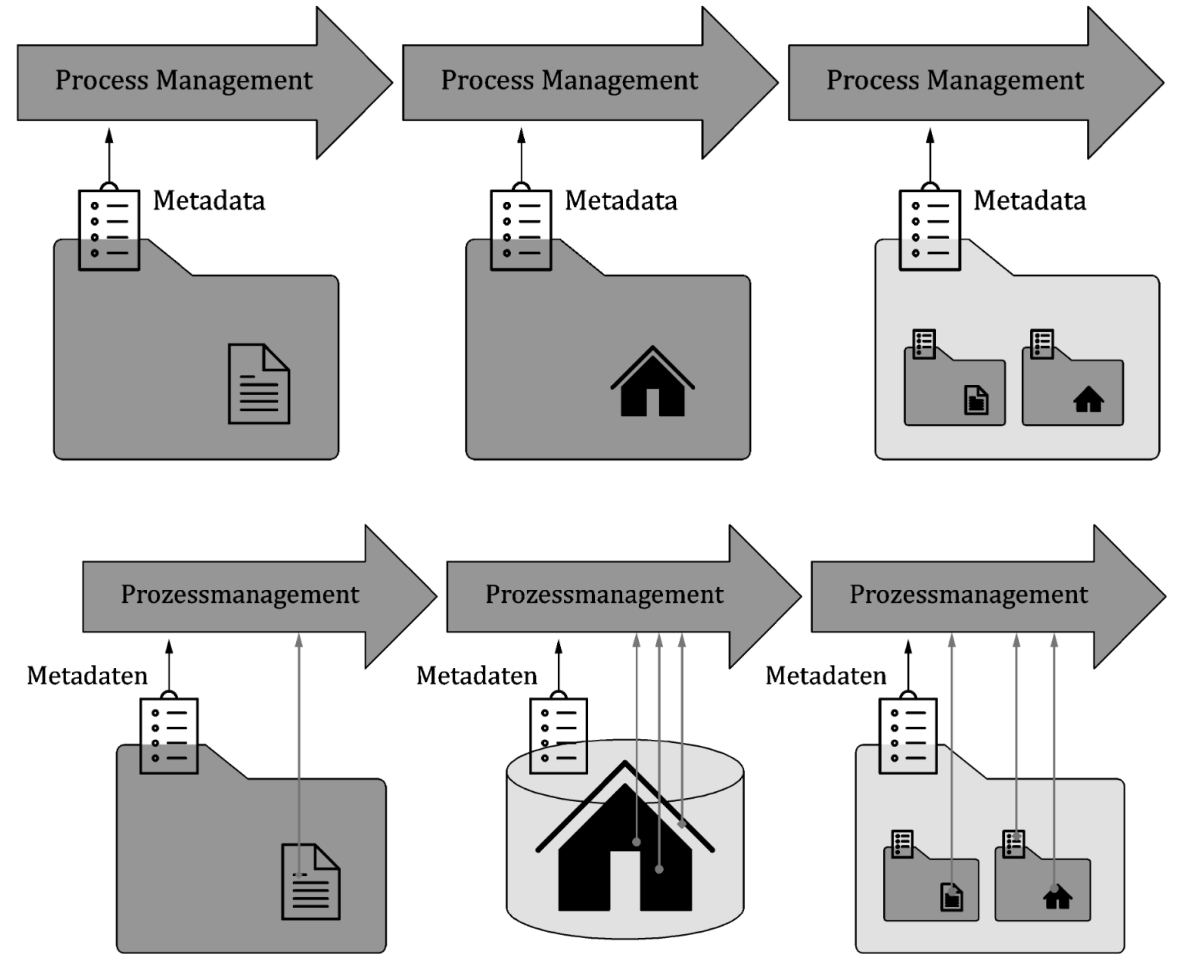 Process Management
Process Management
Process Management
Metadata
Metadata
Metadata
Prozessmanagement
Prozessmanagement
Prozessmanagement
Metadaten
Metadaten
Metadaten